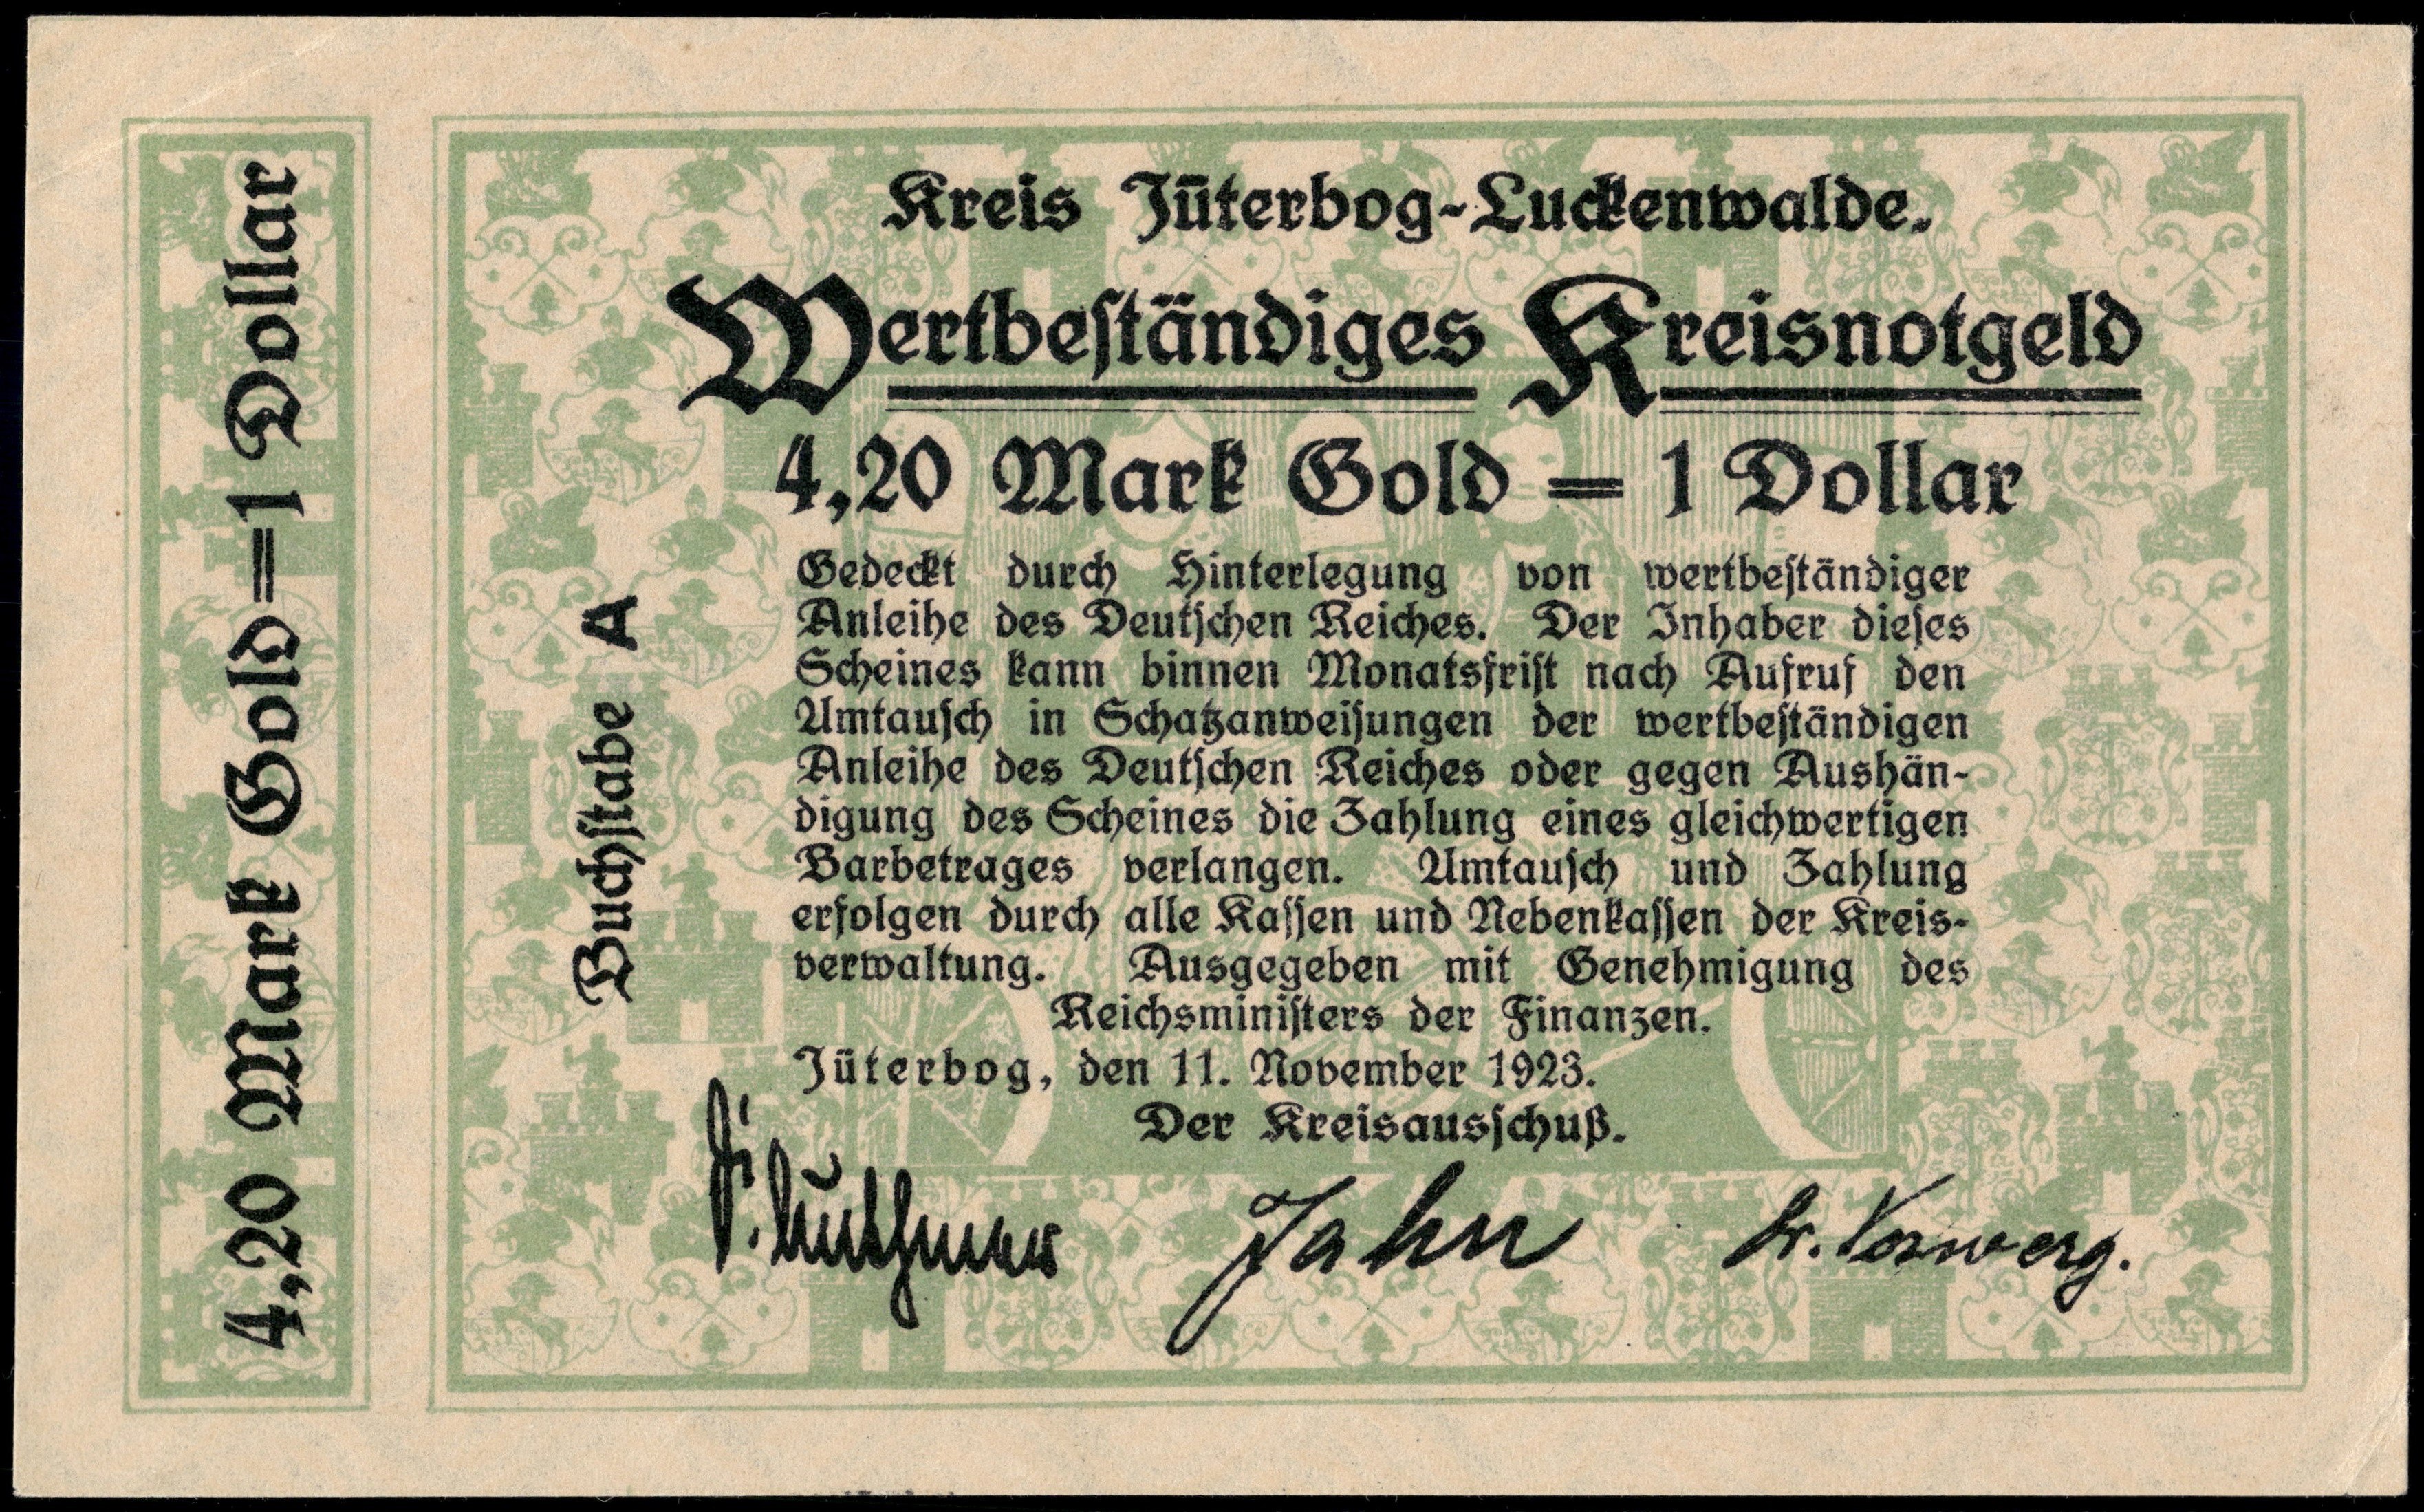 4,20 Mark Gold = 1 Dollar
Kreis Jüterbog-Luckenwalde.
Wertbeständiges Kreisnotgeld
4,20 Mark Gold = 1 Dollar
Buchstabe A
Gedeckt durch Hinterlegung von wertbeständiger
Anleihe des Deutschen Reiches. Der Inhaber dieses
Scheines kann binnen Monatsfrist nach Aufruf den
Umtausch in Schatzanweisungen der wertbeständigen
Anleihe des Deutschen Reiches oder gegen Aushän-
digung des Scheines die Zahlung eines gleichwertigen
Barbetrages verlangen. Umtausch und Zahlung
erfolgen durch alle Kassen und Nebenkassen der Kreis-
verwaltung. Ausgegeben mit Genehmigung des
Reichsministers der Finanzen.
Jüterbog, den 11. November 1923.
Der Kreisausschuß.
Jahn
Dr. Vorwerg.